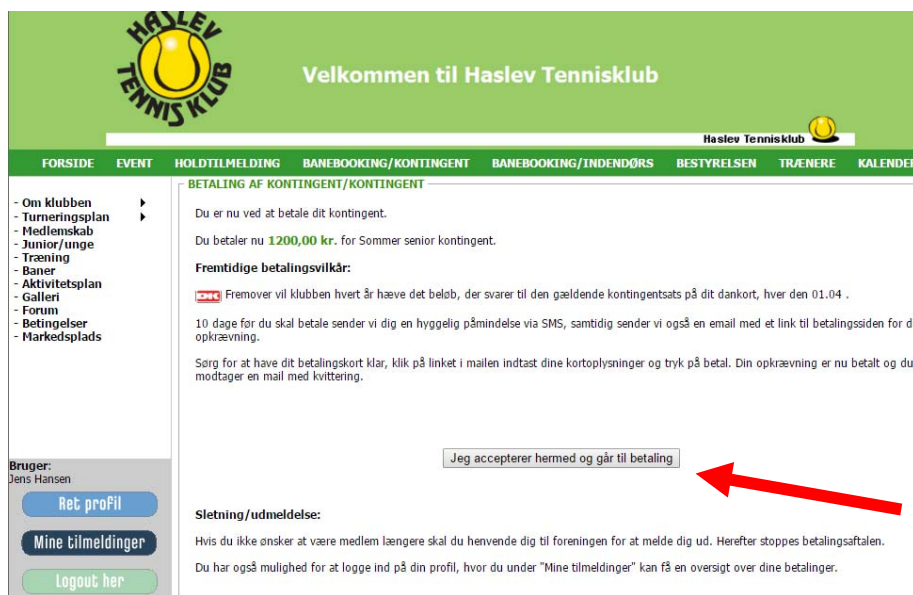 HASLEV
TENNIS KLUB
Velkommen til Haslev Tennisklub
Haslev Tennisklub
FORSIDE EVENT HOLDTILMELDING BANEBOOKING/KONTINGENT BANEBOOKING/INDENDØRS BESTYRELSEN TRÆNERE KALENDER
- Om klubben
- Turneringsplan
- Medlemskab
- Junior/unge
- Træning
- Baner
- Aktivitetsplan
- Galleri
- Forum
- Betingelser
- Markedsplads
Bruger:
Jens Hansen
Ret profil
Mine tilmeldinger
Logout her
BETALING AF KONTINGENT/KONTINGENT
Du er nu ved at betale dit kontingent.
Du betaler nu 1200,00 kr. for Sommer senior kontingent.
Fremtidige betalingsvilkår:
Fremover vil klubben hvert år hæve det beløb, der svarer til den gældende kontingentsats på dit dankort, hver den 01.04 .
10 dage før du skal betale sender vi dig en hyggelig påmindelse via SMS, samtidig sender vi også en email med et link til betalingssiden for d
opkrævning.
Sørg for at have dit betalingskort klar, klik på linket i mailen indtast dine kortoplysninger og tryk på betal. Din opkrævning er nu betalt og du
modtager en mail med kvittering.
Jeg accepterer hermed og går til betaling
Sletning/udmeldelse:
Hvis du ikke ønsker at være medlem længere skal du henvende dig til foreningen for at melde dig ud. Herefter stoppes betalingsaftalen.
Du har også mulighed for at logge ind på din profil, hvor du under "Mine tilmeldinger" kan få en oversigt over dine betalinger.